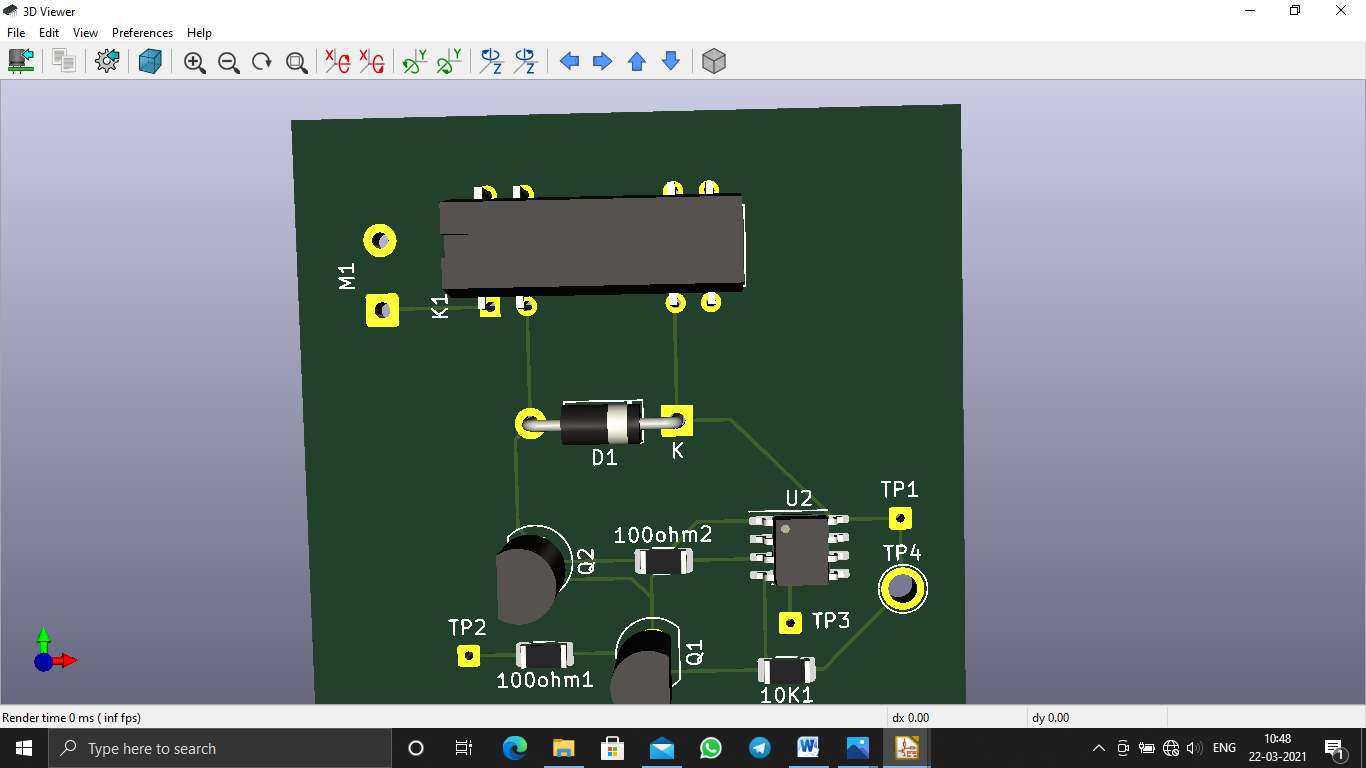 3D Viewer
File Edit View Preferences Help
X X Y Y Z Z
M1
K1
D1
K
U2
TP1
100ohm2
Q2
TP4
TP3
TP2
Q1
100ohm1
10K1
Render time 0 ms ( inf fps)
dx 0.00
dy 0.00
Type here to search
ENG
10:48
22-03-2021
1